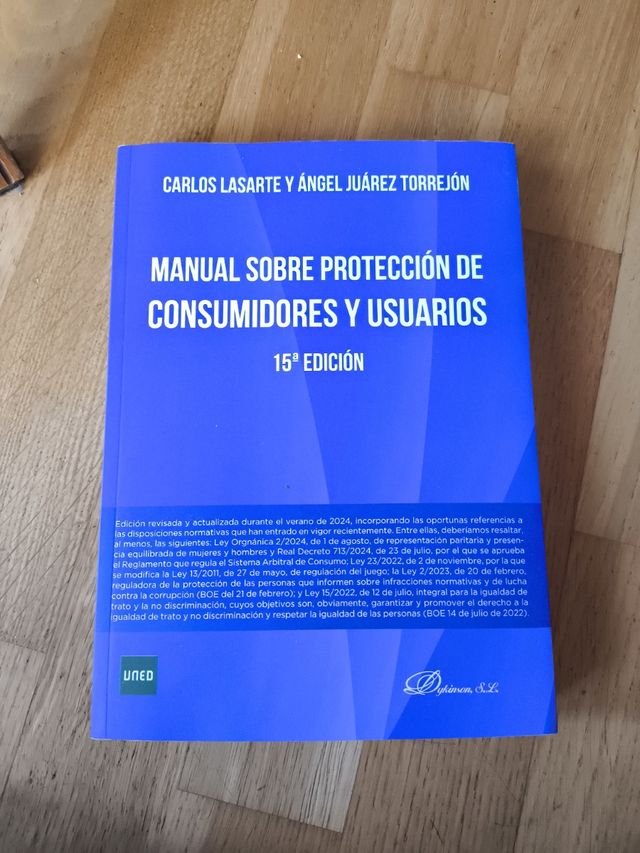 CARLOS LASARTE Y ÁNGEL JUÁREZ TORREJÓN
MANUAL SOBRE PROTECCIÓN DE
CONSUMIDORES Y USUARIOS
15ª EDICIÓN
Edición revisada y actualizada durante el verano de 2024, incorporando las oportunas referencias a
las disposiciones normativas que han entrado en vigor recientemente. Entre ellas, deberíamos resaltar,
al menos, las siguientes: Ley Orgnánica 2/2024, de 1 de agosto, de representación paritaria y presen-
cia equilibrada de mujeres y hombres y Real Decreto 713/2024, de 23 de julio, por el que se aprueba
el Reglamento que regula el Sistema Arbitral de Consumo; Ley 23/2022, de 2 de noviembre, por la que
se modifica la Ley 13/2011, de 27 de mayo, de regulación del juego; la Ley 2/2023, de 20 de febrero,
reguladora de la protección de las personas que informen sobre infracciones normativas y de lucha
contra la corrupción (BOE del 21 de febrero); y Ley 15/2022, de 12 de julio, integral para la igualdad de
trato y la no discriminación, cuyos objetivos son, obviamente, garantizar y promover el derecho a la
igualdad de trato y no discriminación y respetar la igualdad de las personas (BOE 14 de julio de 2022).
UNED
Dykinson, S.L.